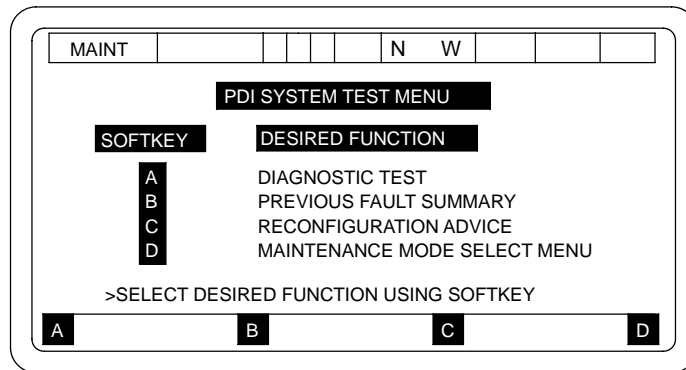 MAINT N W
PDI SYSTEM TEST MENU
SOFTKEY DESIRED FUNCTION
A DIAGNOSTIC TEST
B PREVIOUS FAULT SUMMARY
C RECONFIGURATION ADVICE
D MAINTENANCE MODE SELECT MENU
>SELECT DESIRED FUNCTION USING SOFTKEY
A B C D